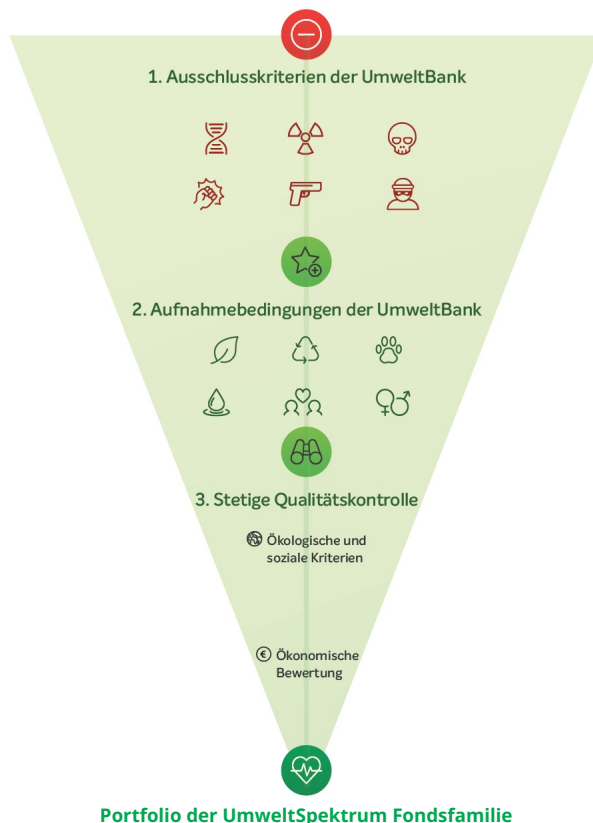 1. Ausschlusskriterien der UmweltBank
2. Aufnahmebedingungen der UmweltBank
3. Stetige Qualitätskontrolle
Ökologische und
soziale Kriterien
€ Ökonomische
Bewertung
Portfolio der UmweltSpektrum Fondsfamilie